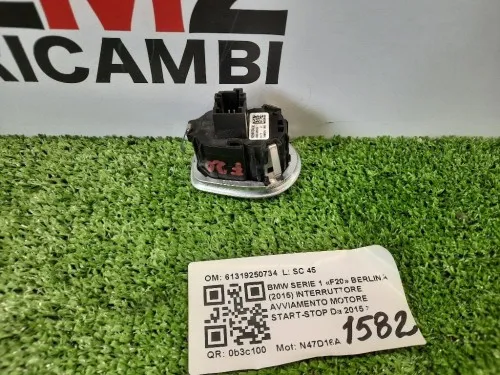 RICAMBI
F20
OM: 61319250734 L: SC 45
BMW SERIE 1 «F20» BERLINA
(2015) INTERRUTTORE
AVVIAMENTO MOTORE
START-STOP Da 2015 >
1582
QR: 0b3c100 Mot: N47D16A